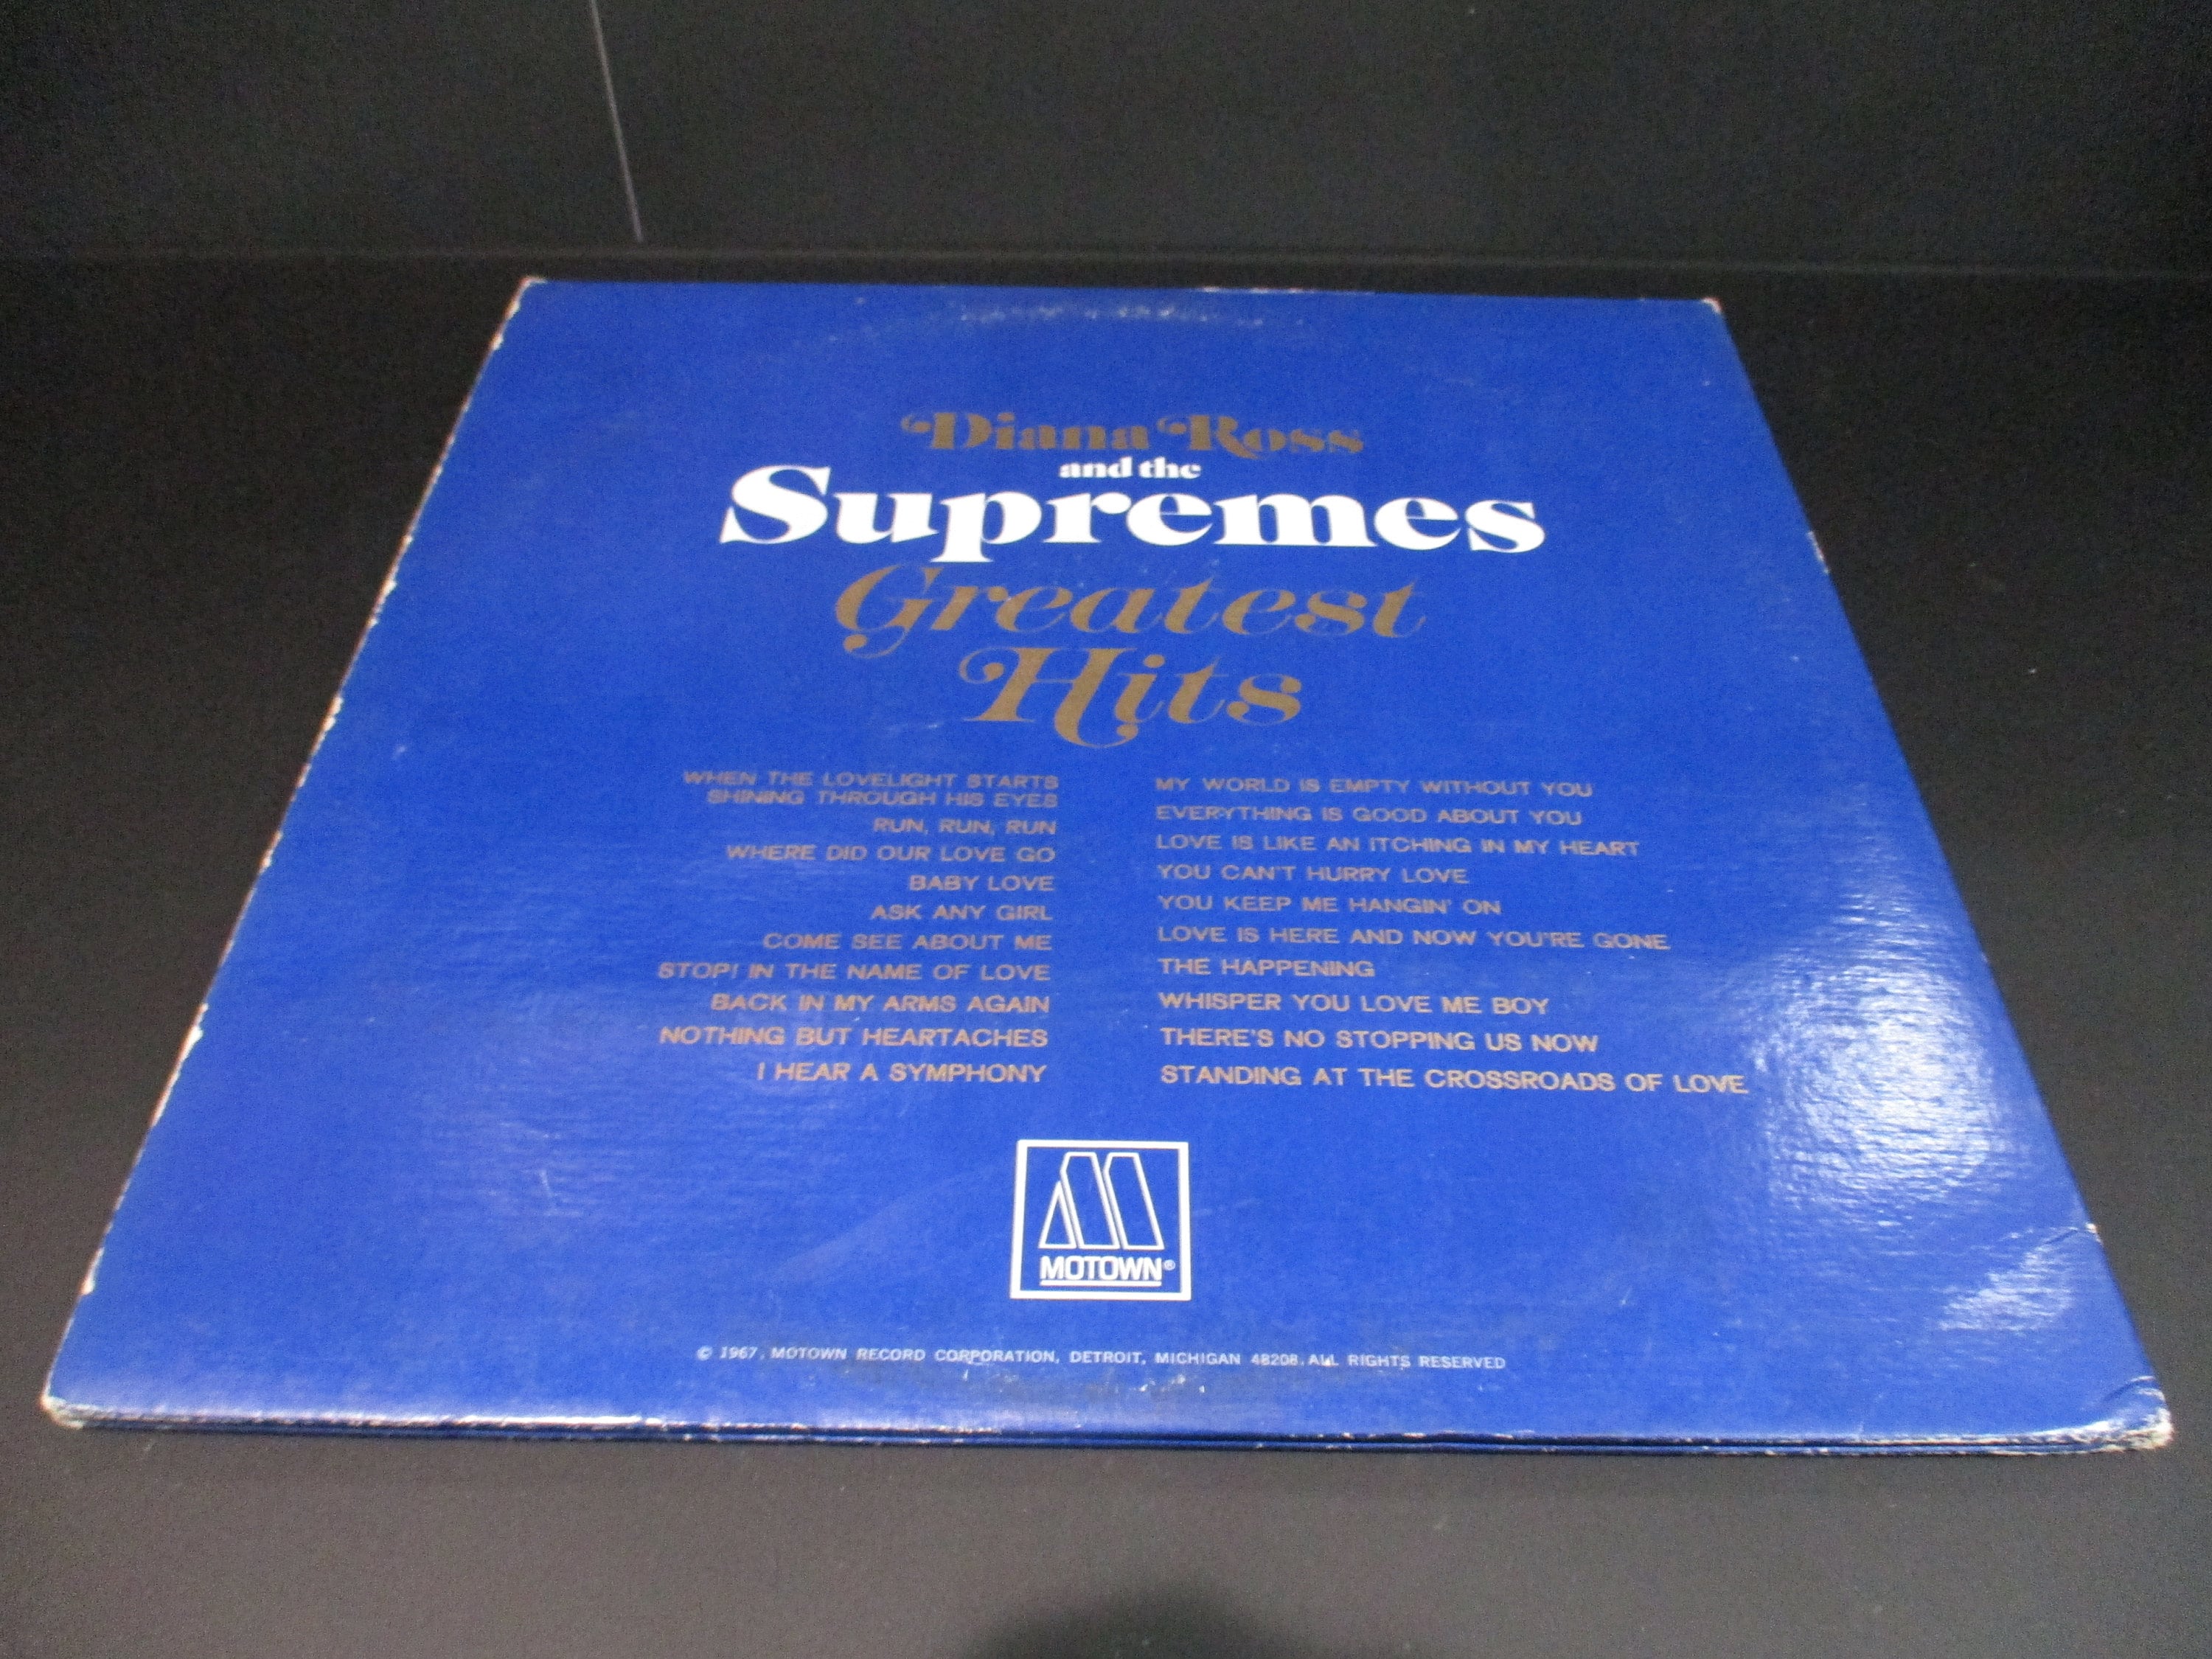 Diana Ross
and the
Supremes
Greatest
Hits
WHEN THE LOVELIGHT STARTS
SHINING THROUGH HIS EYES
RUN, RUN, RUN
WHERE DID OUR LOVE GO
BABY LOVE
ASK ANY GIRL
COME SEE ABOUT ME
STOP! IN THE NAME OF LOVE
BACK IN MY ARMS AGAIN
NOTHING BUT HEARTACHES
I HEAR A SYMPHONY
MY WORLD IS EMPTY WITHOUT YOU
EVERYTHING IS GOOD ABOUT YOU
LOVE IS LIKE AN ITCHING IN MY HEART
YOU CAN'T HURRY LOVE
YOU KEEP ME HANGIN' ON
LOVE IS HERE AND NOW YOU'RE GONE
THE HAPPENING
WHISPER YOU LOVE ME BOY
THERE'S NO STOPPING US NOW
STANDING AT THE CROSSROADS OF LOVE
MOTOWN®
© 1967, MOTOWN RECORD CORPORATION, DETROIT, MICHIGAN 48208. ALL RIGHTS RESERVED